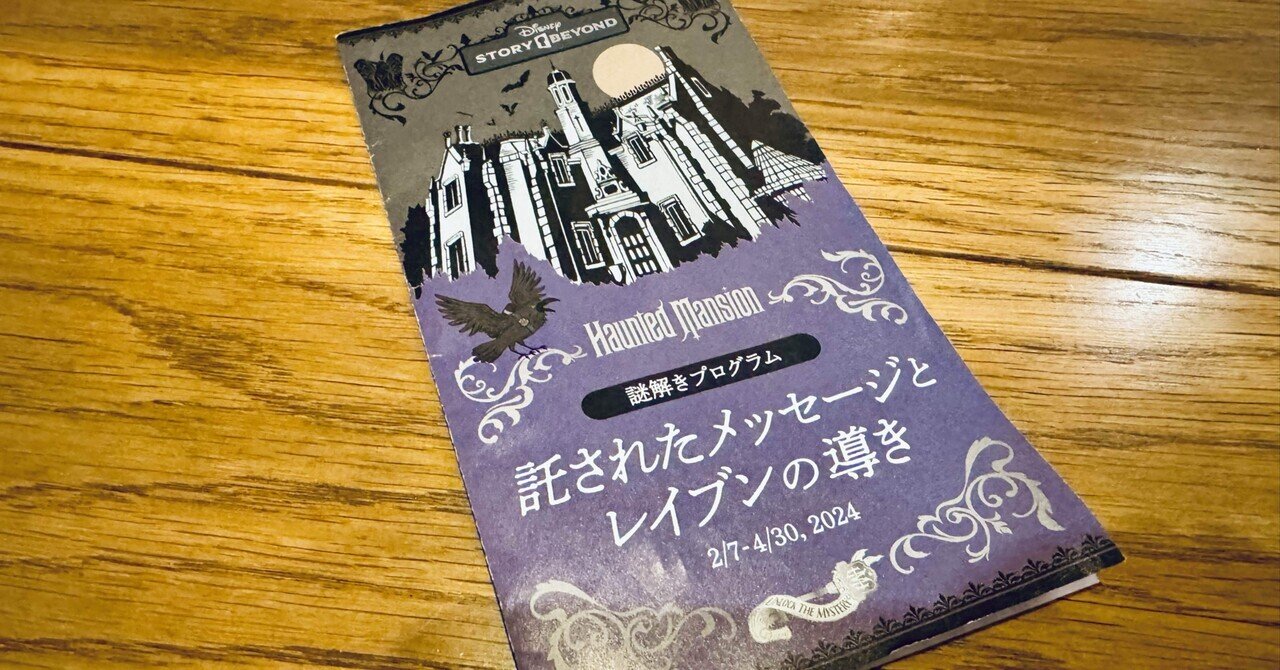 Disney
STORY BEYOND
Haunted Mansion
謎解きプログラム
託されたメッセージと
レイブンの導き
2/7-4/30, 2024
UNLOCK THE MYSTERY